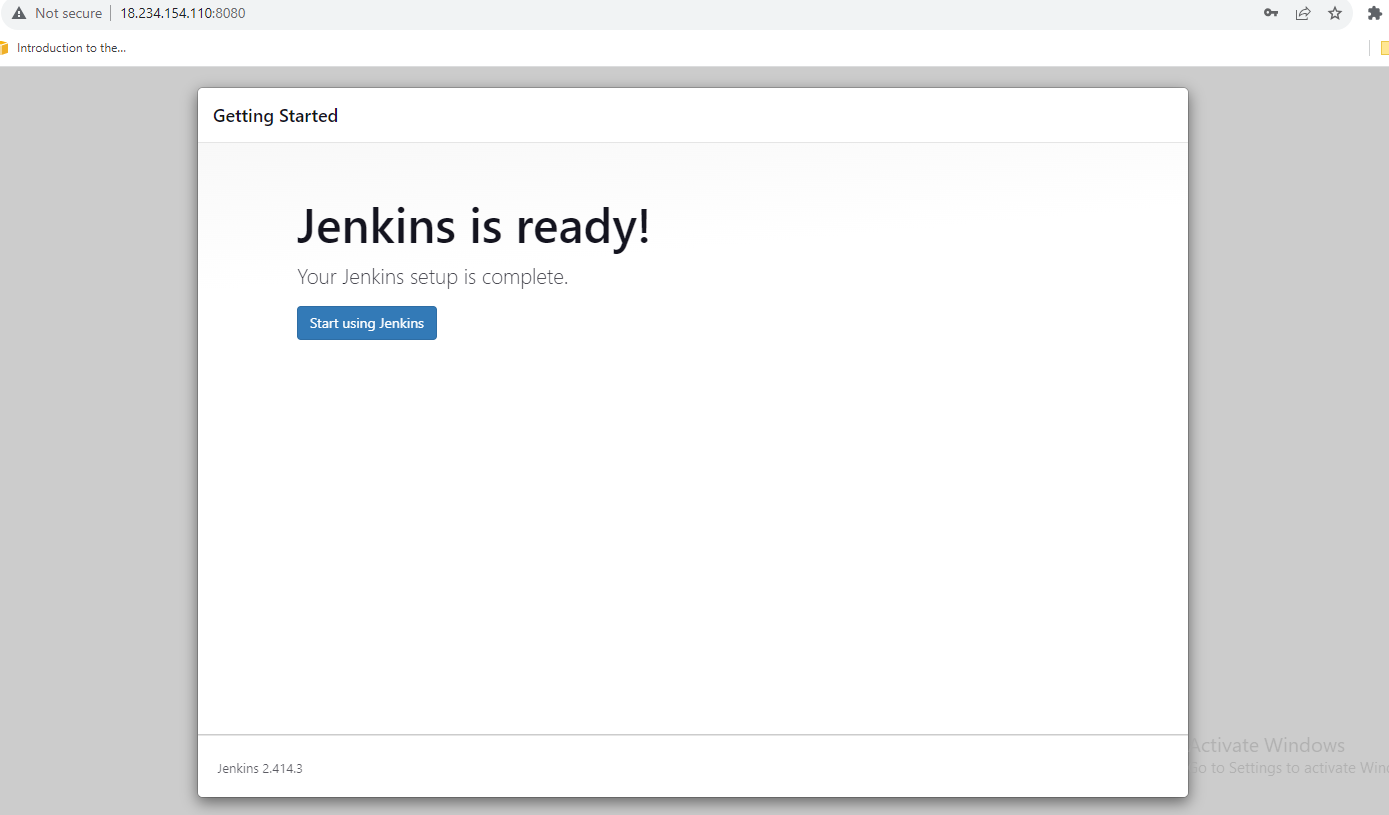 Not secure
18.234.154.110:8080
Introduction to the...
Getting Started
Jenkins is ready!
Your Jenkins setup is complete.
Start using Jenkins
Jenkins 2.414.3
Activate Windows
Go to Settings to activate Win